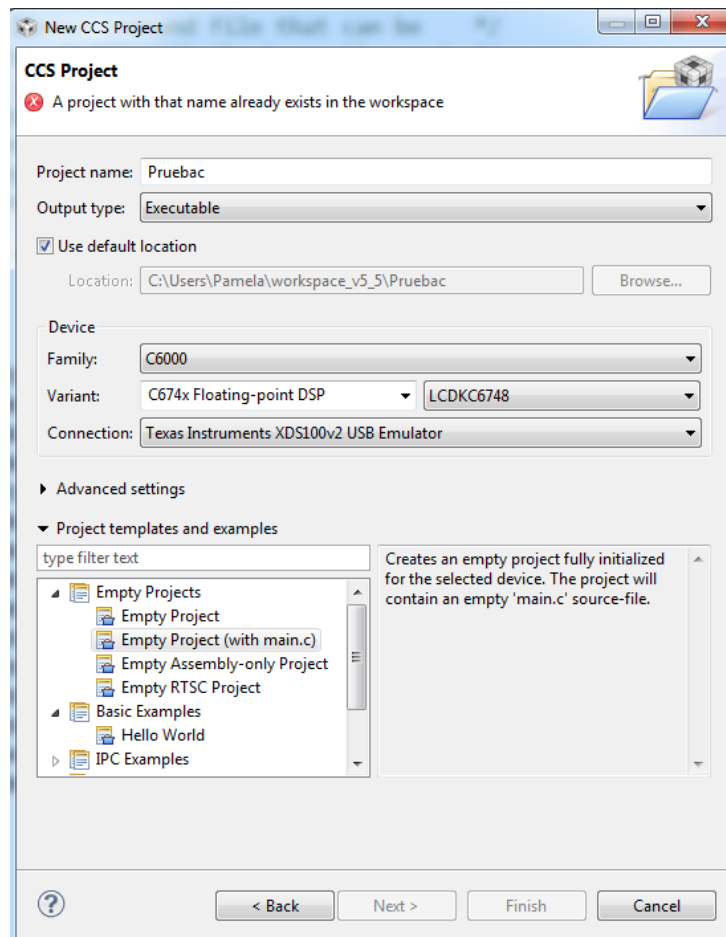 New CCS Project
nd file that can be */
CCS Project
A project with that name already exists in the workspace
Project name: Pruebac
Output type: Executable
Use default location
Location: C:\Users\Pamela\workspace_v5_5\Pruebac Browse...
Device
Family: C6000
Variant: C674x Floating-point DSP LCDKC6748
Connection: Texas Instruments XDS100v2 USB Emulator
Advanced settings
Project templates and examples
type filter text
Empty Projects
Empty Project
Empty Project (with main.c)
Empty Assembly-only Project
Empty RTSC Project
Basic Examples
Hello World
IPC Examples
Creates an empty project fully initialized
for the selected device. The project will
contain an empty 'main.c' source-file.
? < Back Next > Finish Cancel